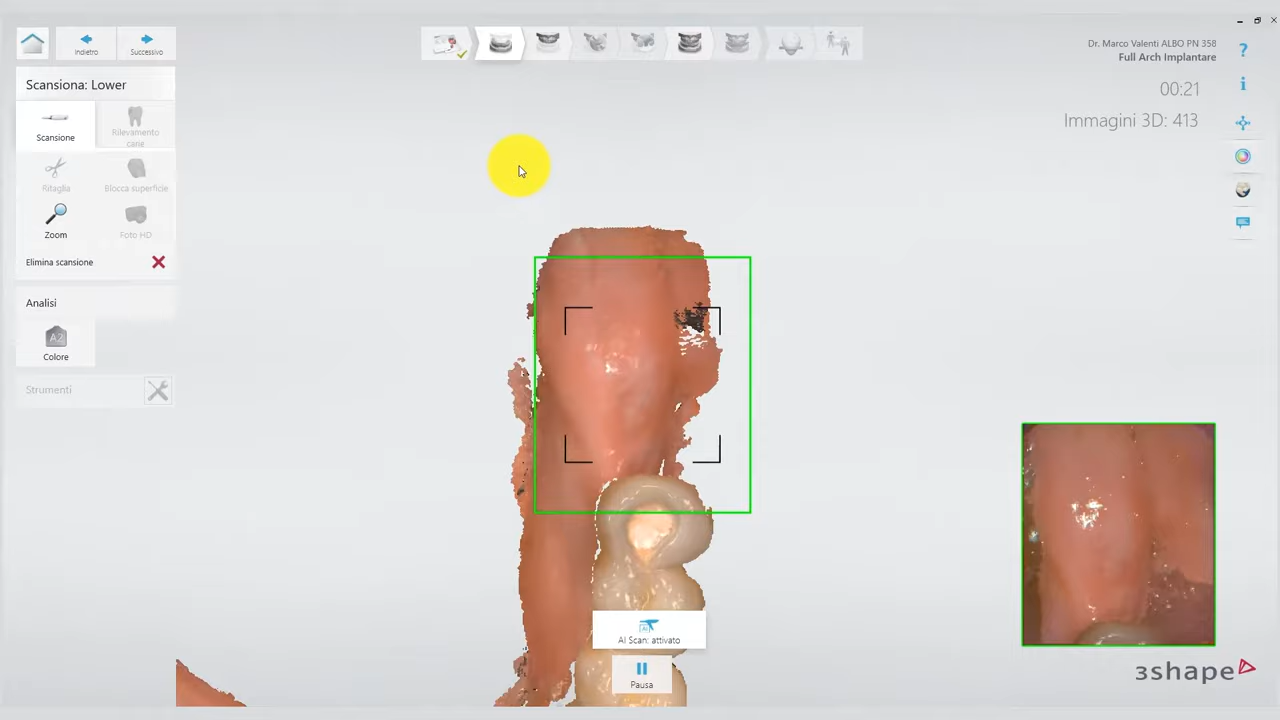 Indietro
Successivo
Dr. Marco Valenti ALBO PN 358
Full Arch Implantare
?
i
00:21
Immagini 3D: 413
Scansiona: Lower
Scansione
Rilevamento
carie
Ritaglia
Blocca superficie
Zoom
Foto HD
Elimina scansione
Analisi
A2
Colore
Strumenti
AI
AI Scan: attivato
Pausa
3shape